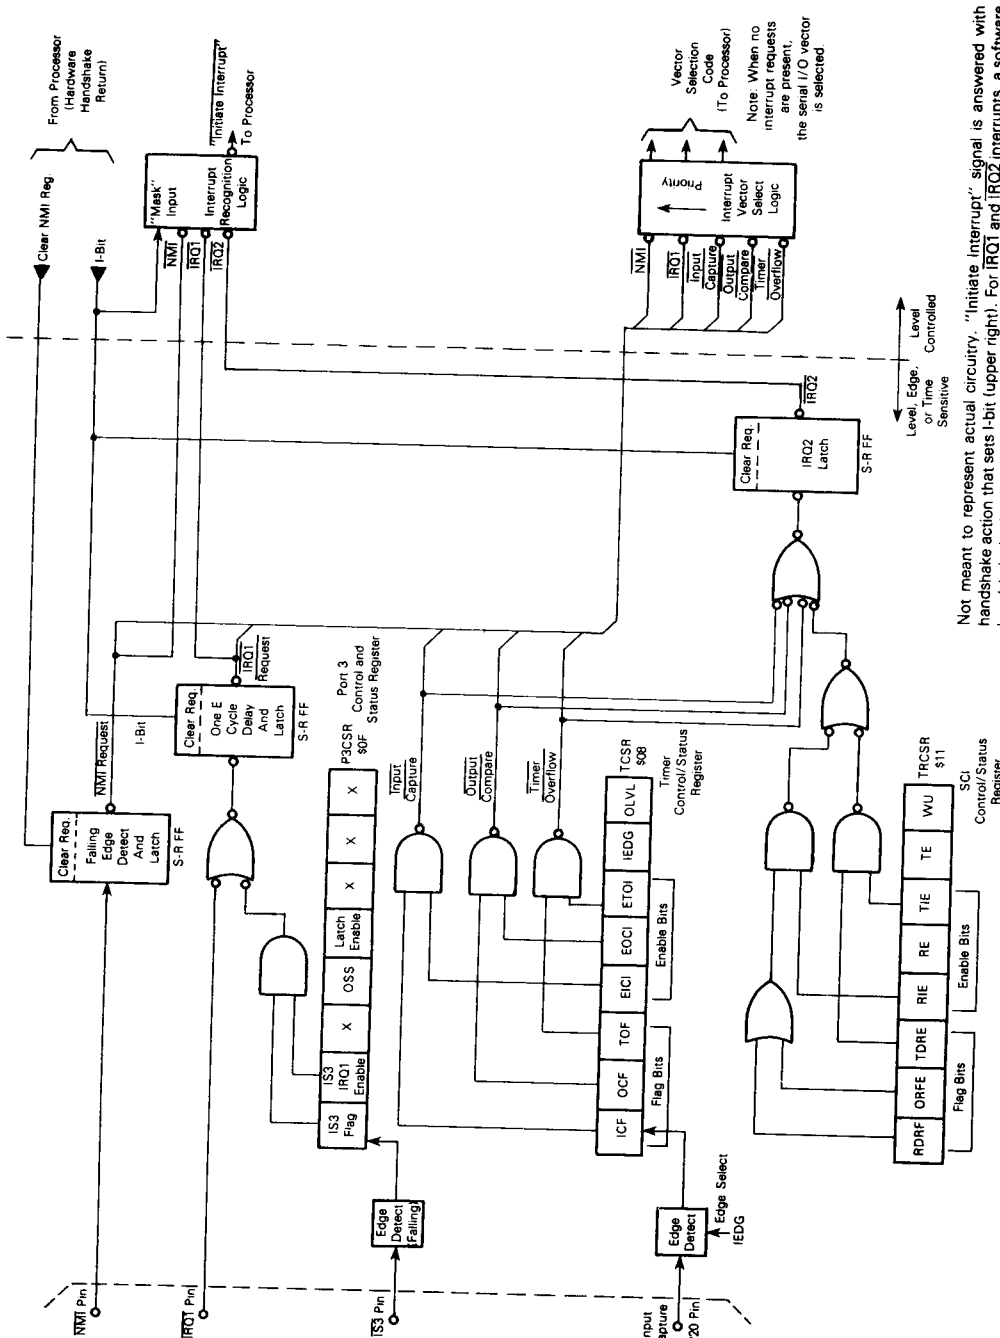 From Processor
(Hardware
Handshake
Return)
Clear NMI Reg.
I-Bit
"Mask"
Input
NMI
IRQ1
IRQ2
Interrupt
Recognition
Logic
"Initiate Interrupt"
To Processor
Vector
Selection
Code
(To Processor)
Note: When no
interrupt requests
are present,
the serial I/O vector
is selected.
NMI
IRQ1
Input
Capture
Output
Compare
Timer
Overflow
Priority
Interrupt
Vector
Select
Logic
Level
Controlled
Level, Edge,
or Time
Sensitive
Clear Req.
IRQ2
Latch
S-R FF
IRQ2
NMI Request
I-Bit
Clear Req.
Falling
Edge
Detect
And
Latch
S-R FF
Clear Req.
One E
Cycle
Delay
And
Latch
S-R FF
IRQ1
Request
P3CSR
$0F
Port 3
Control and
Status Register
IS3
Flag
IS3
IRQ1
Enable
X
OSS
Latch
Enable
X
X
X
Input
Capture
Output
Compare
Timer
Overflow
TCSR
$08
Timer
Control/Status
Register
ICF
OCF
TOF
EICI
EOCI
ETOI
IEDG
OLVL
Flag Bits
Enable Bits
TRCSR
$11
SCI
Control/Status
Register
RDRF
ORFE
TDRE
RIE
RE
TIE
TE
WU
Flag Bits
Enable Bits
NMI Pin
IRQ1 Pin
IS3 Pin
Edge
Detect
(Falling)
Edge
Detect
Edge Select
IEDG
20 Pin
Not meant to represent actual circuitry. "Initiate Interrupt" signal is answered with
handshake action that sets I-bit (upper right). For IRQ1 and IRQ2 interrupts, a software